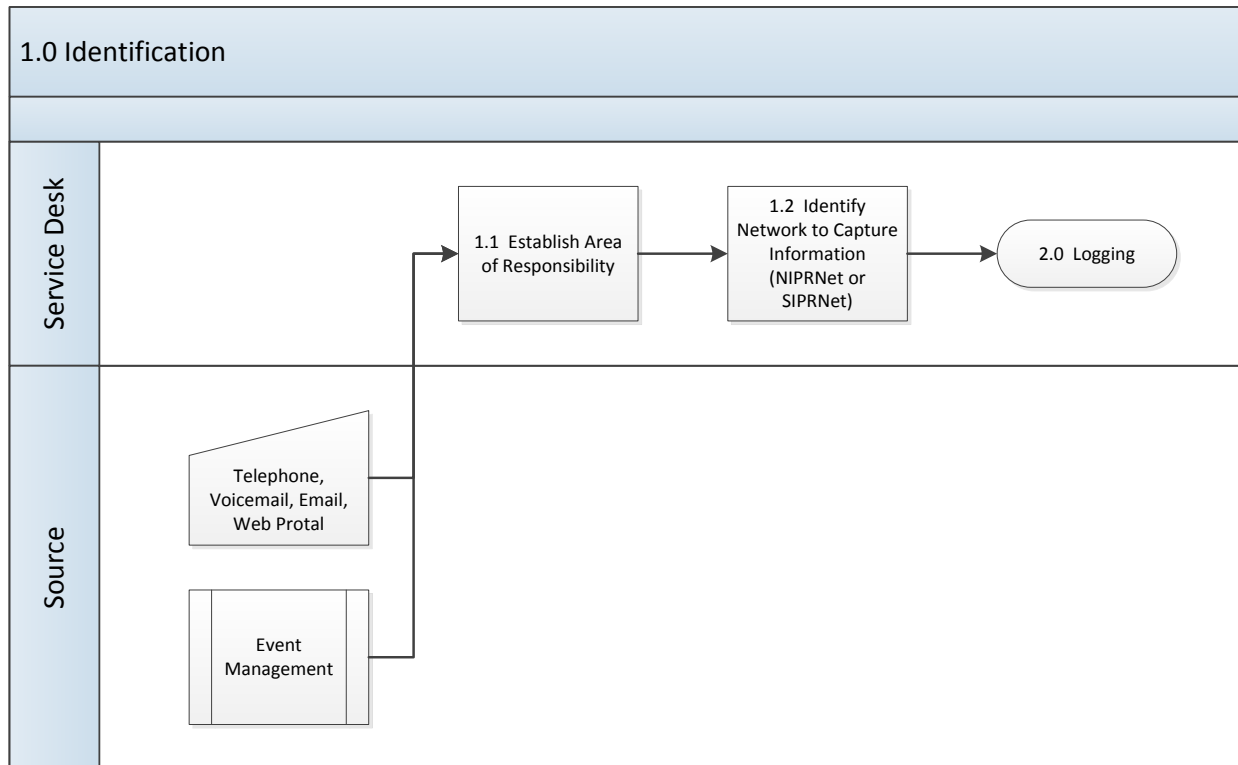 1.0 Identification
Service Desk
1.1  Establish Area
of Responsibility
1.2  Identify
Network to Capture
Information
(NIPRNet or
SIPRNet)
2.0  Logging
Source
Telephone,
Voicemail, Email,
Web Protal
Event
Management